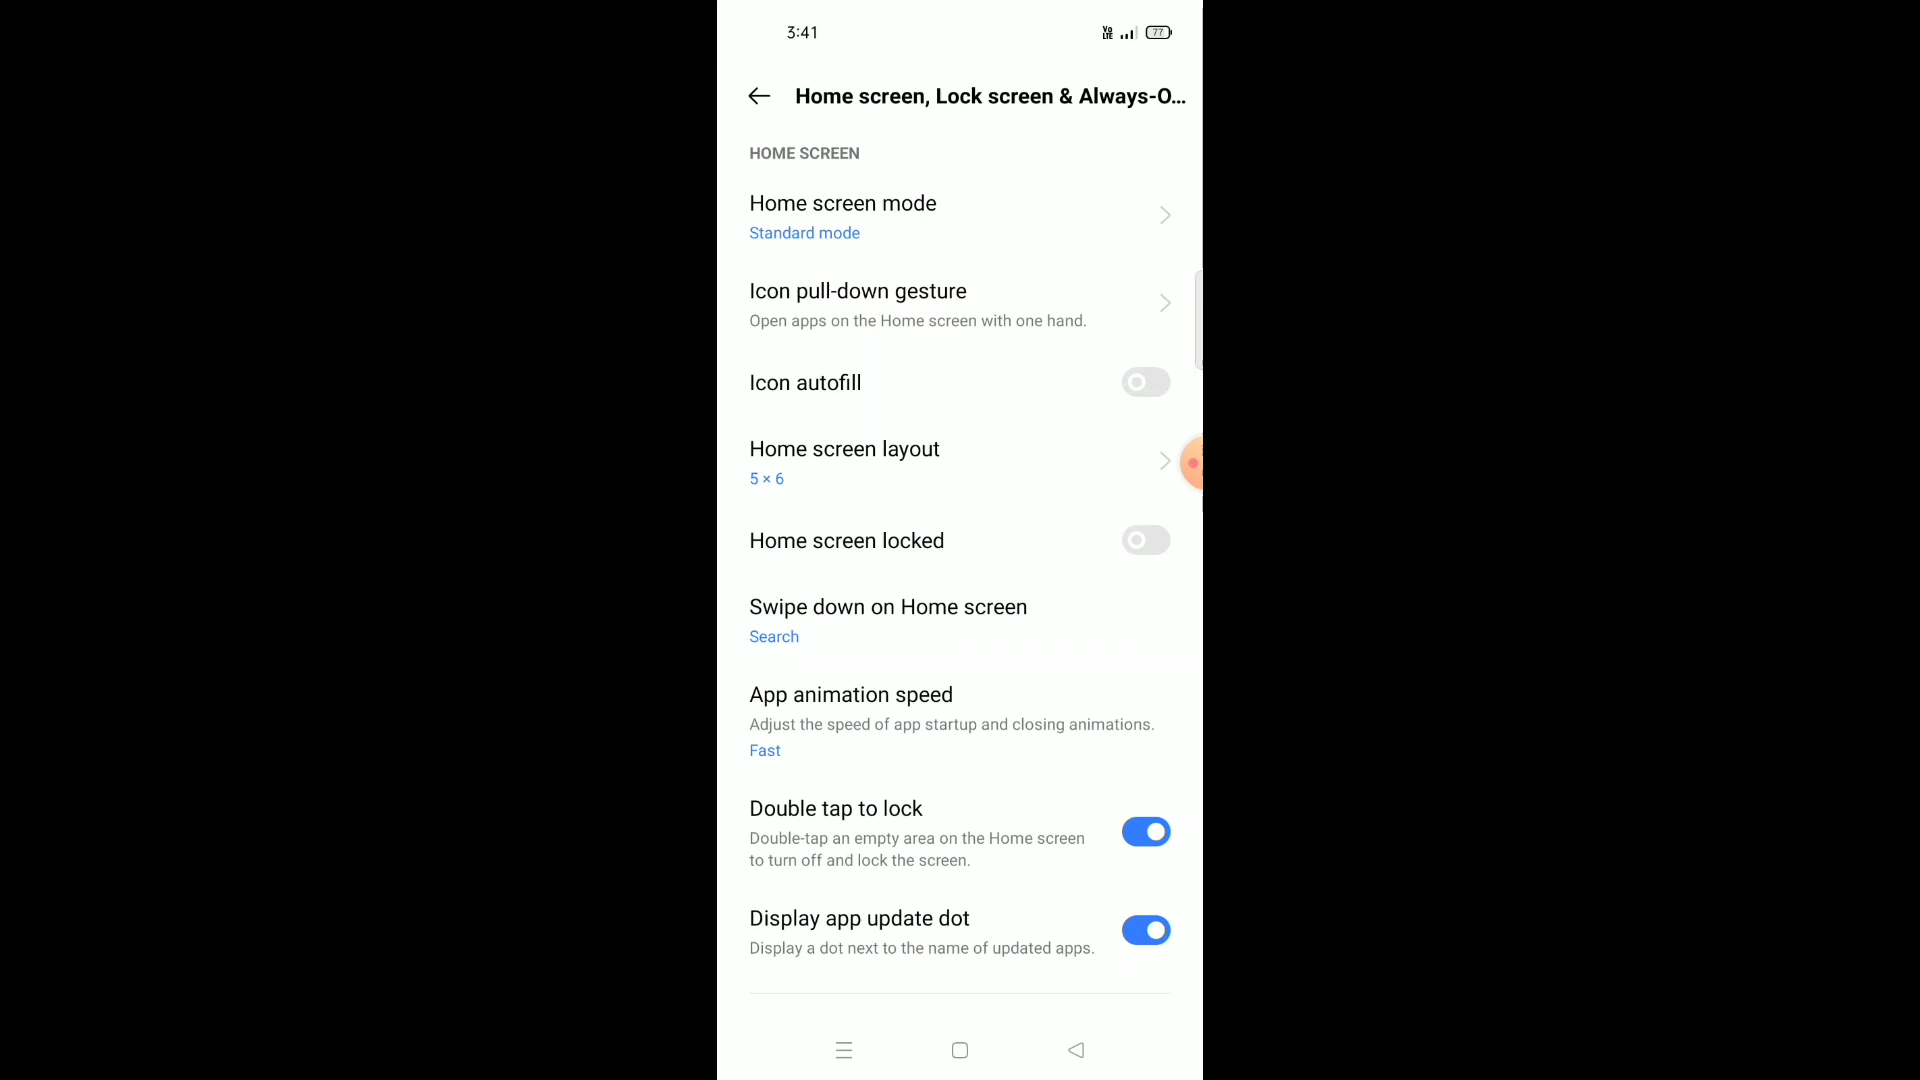 3:41
Vo LTE
77
Home screen, Lock screen & Always-O...
HOME SCREEN
Home screen mode
Standard mode
Icon pull-down gesture
Open apps on the Home screen with one hand.
Icon autofill
Home screen layout
5 × 6
Home screen locked
Swipe down on Home screen
Search
App animation speed
Adjust the speed of app startup and closing animations.
Fast
Double tap to lock
Double-tap an empty area on the Home screen
to turn off and lock the screen.
Display app update dot
Display a dot next to the name of updated apps.